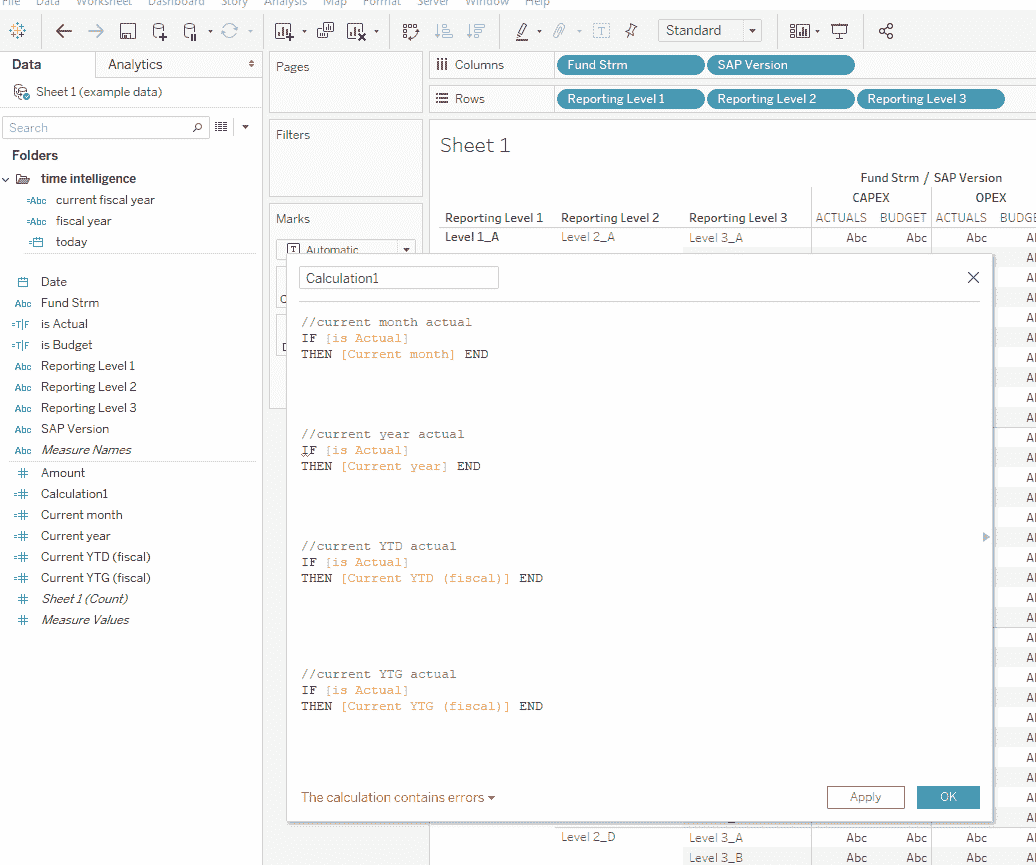 File Data Worksheet Dashboard Story Analysis Map Format Server Window Help
Standard
Data Analytics
Sheet 1 (example data)
Search
Folders
time intelligence
=Abc current fiscal year
=Abc fiscal year
today
Date
Abc Fund Strm
=T|F is Actual
=T|F is Budget
Abc Reporting Level 1
Abc Reporting Level 2
Abc Reporting Level 3
Abc SAP Version
Abc Measure Names
# Amount
=# Calculation1
=# Current month
=# Current year
=# Current YTD (fiscal)
=# Current YTG (fiscal)
# Sheet 1 (Count)
# Measure Values
Pages
Filters
Marks
T Automatic
Columns Fund Strm SAP Version
Rows Reporting Level 1 Reporting Level 2 Reporting Level 3
Sheet 1
Fund Strm / SAP Version
CAPEX OPEX
Reporting Level 1 Reporting Level 2 Reporting Level 3 ACTUALS BUDGET ACTUALS BUDGE
Level 1_A Level 2_A Level 3_A Abc Abc Abc Al
Calculation1
//current month actual
IF [is Actual]
THEN [Current month] END
//current year actual
IF [is Actual]
THEN [Current year] END
//current YTD actual
IF [is Actual]
THEN [Current YTD (fiscal)] END
//current YTG actual
IF [is Actual]
THEN [Current YTG (fiscal)] END
The calculation contains errors
Apply OK
Level 2_D Level 3_A Abc Abc Abc Al
Level 3_B Abc Abc Abc Al